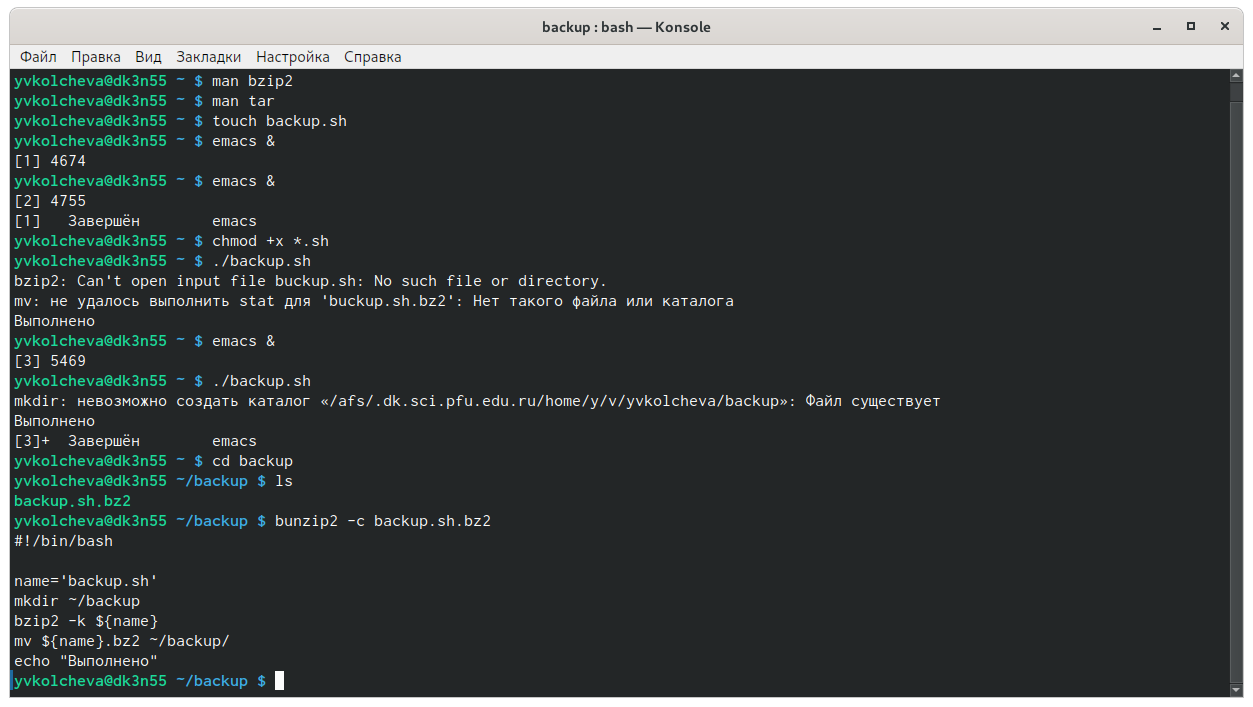 backup : bash — Konsole
Файл Правка Вид Закладки Настройка Справка
yvkolcheva@dk3n55 ~ $ man bzip2
yvkolcheva@dk3n55 ~ $ man tar
yvkolcheva@dk3n55 ~ $ touch backup.sh
yvkolcheva@dk3n55 ~ $ emacs &
[1] 4674
yvkolcheva@dk3n55 ~ $ emacs &
[2] 4755
[1]   Завершён        emacs
yvkolcheva@dk3n55 ~ $ chmod +x *.sh
yvkolcheva@dk3n55 ~ $ ./backup.sh
bzip2: Can't open input file buckup.sh: No such file or directory.
mv: не удалось выполнить stat для 'buckup.sh.bz2': Нет такого файла или каталога
Выполнено
yvkolcheva@dk3n55 ~ $ emacs &
[3] 5469
yvkolcheva@dk3n55 ~ $ ./backup.sh
mkdir: невозможно создать каталог «/afs/.dk.sci.pfu.edu.ru/home/y/v/yvkolcheva/backup»: Файл существует
Выполнено
[3]+  Завершён        emacs
yvkolcheva@dk3n55 ~ $ cd backup
yvkolcheva@dk3n55 ~/backup $ ls
backup.sh.bz2
yvkolcheva@dk3n55 ~/backup $ bunzip2 -c backup.sh.bz2
#!/bin/bash

name='backup.sh'
mkdir ~/backup
bzip2 -k ${name}
mv ${name}.bz2 ~/backup/
echo "Выполнено"
yvkolcheva@dk3n55 ~/backup $